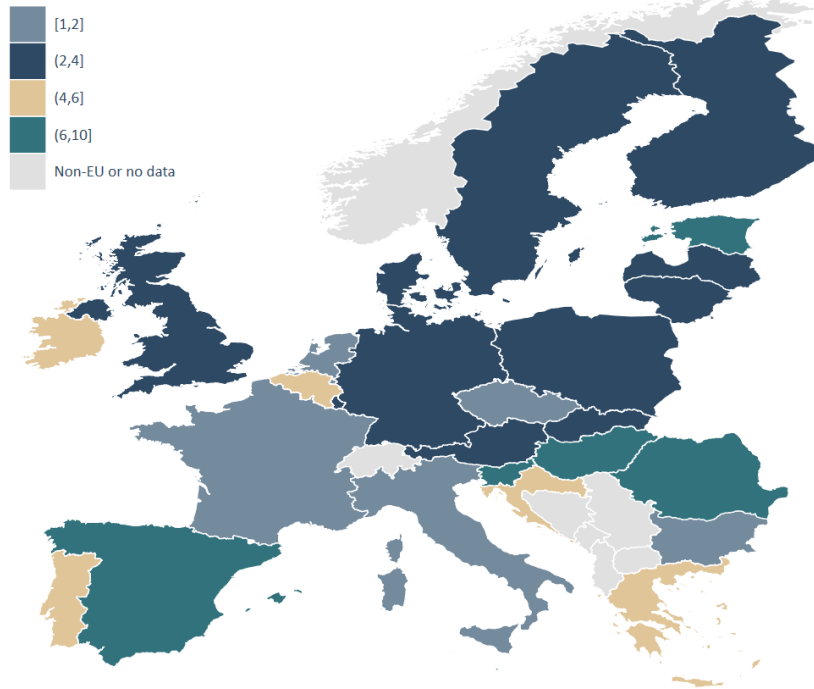 [1,2]
(2,4]
(4,6]
(6,10]
Non-EU or no data